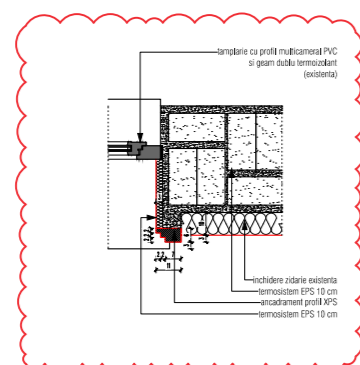 tamplarie cu profil multicameral PVC
si geam dublu termoizolant
(existenta)
inchidere zidarie existenta
termosistem EPS 10 cm
ancadrament profil XPS
termosistem EPS 10 cm